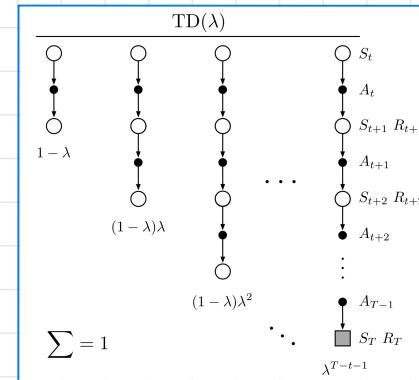 TD(λ)
S_t
A_t
S_{t+1} R_{t+
1 − λ
A_{t+1}
S_{t+2} R_{t+2
(1 − λ)λ
A_{t+2}
(1 − λ)λ²
A_{T−1}
∑ = 1
S_T R_T
λ^{T−t−1}